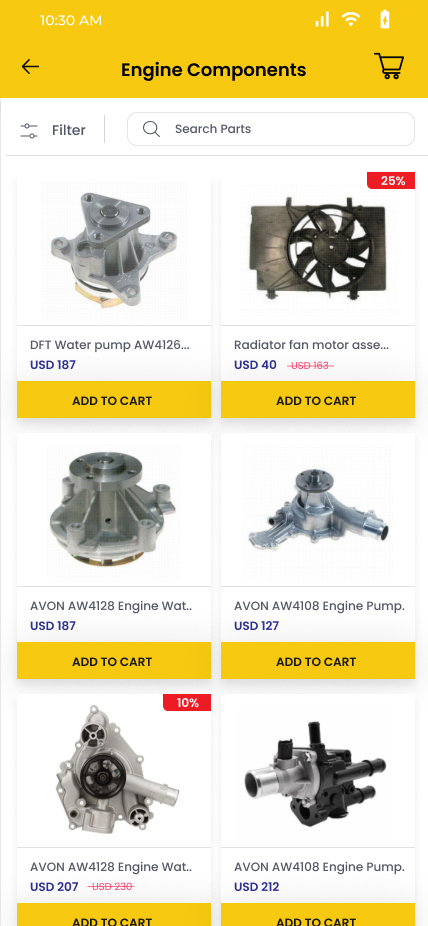 10:30 AM
Engine Components
Filter
Search Parts
25%
DFT Water pump AW4126...
Radiator fan motor asse...
USD 187
USD 40 USD 163
ADD TO CART
ADD TO CART
AVON AW4128 Engine Wat..
AVON AW4108 Engine Pump.
USD 187
USD 127
ADD TO CART
ADD TO CART
10%
AVON AW4128 Engine Wat..
AVON AW4108 Engine Pump.
USD 207 USD 230
USD 212
ADD TO CART
ADD TO CART